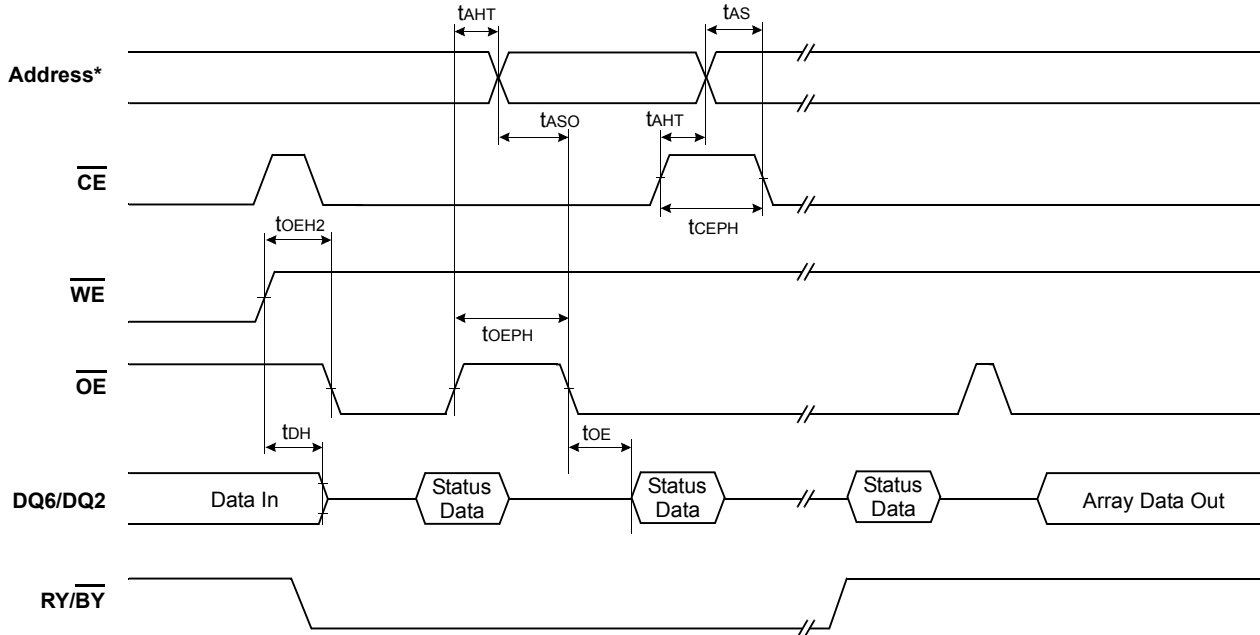 tAHT
tAS
Address*
tASO
tAHT
CE
tCEPH
tOEH2
WE
tOEPH
OE
tDH
tOE
DQ6/DQ2
Data In
Status
Data
Status
Data
Status
Data
Array Data Out
RY/BY